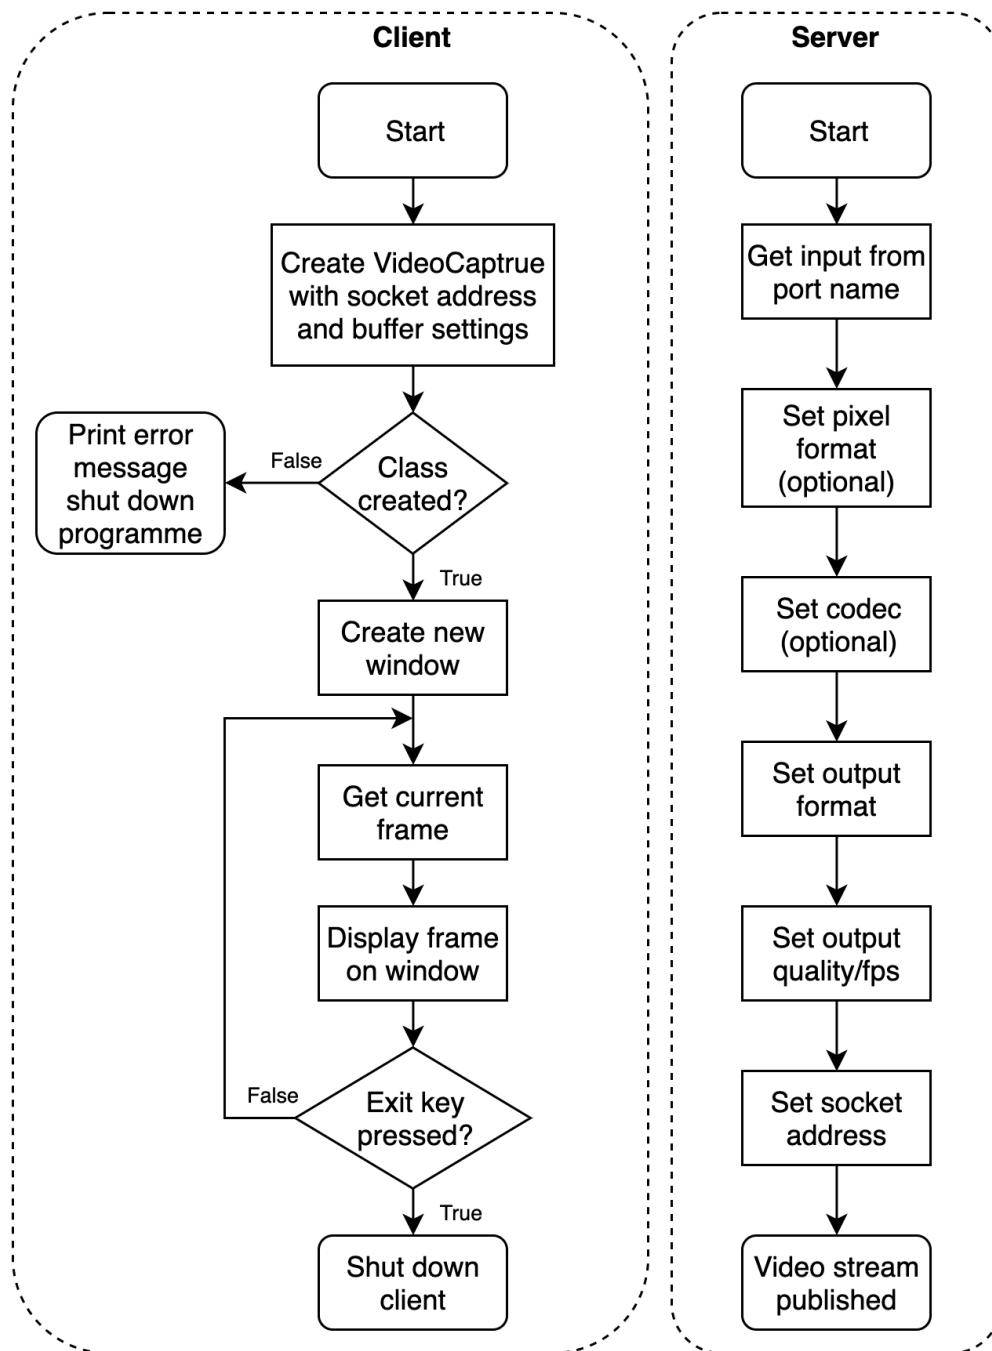 Client
Start
Create VideoCaptrue
with socket address
and buffer settings
Class
created?
False
Print error
message
shut down
programme
True
Create new
window
Get current
frame
Display frame
on window
Exit key
pressed?
False
True
Shut down
client
Server
Start
Get input from
port name
Set pixel
format
(optional)
Set codec
(optional)
Set output
format
Set output
quality/fps
Set socket
address
Video stream
published